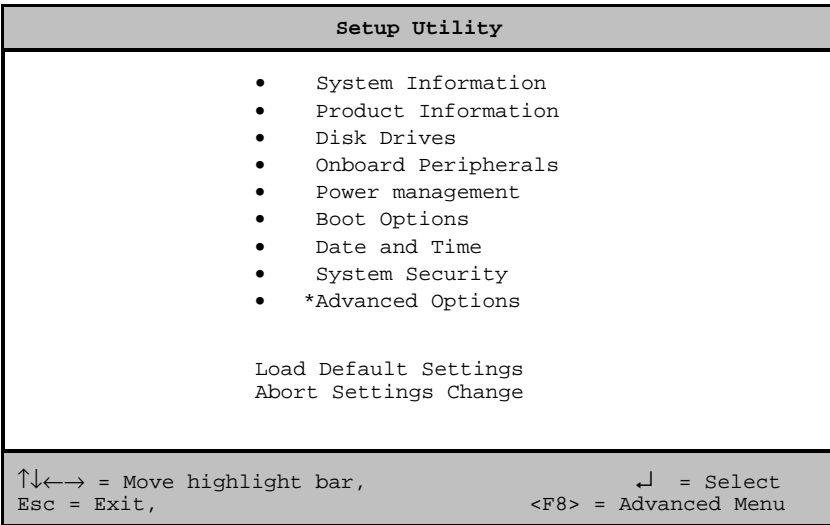 Setup Utility
• System Information
• Product Information
• Disk Drives
• Onboard Peripherals
• Power management
• Boot Options
• Date and Time
• System Security
• *Advanced Options
Load Default Settings
Abort Settings Change
↑↓←→ = Move highlight bar, ↵ = Select
Esc = Exit, <F8> = Advanced Menu